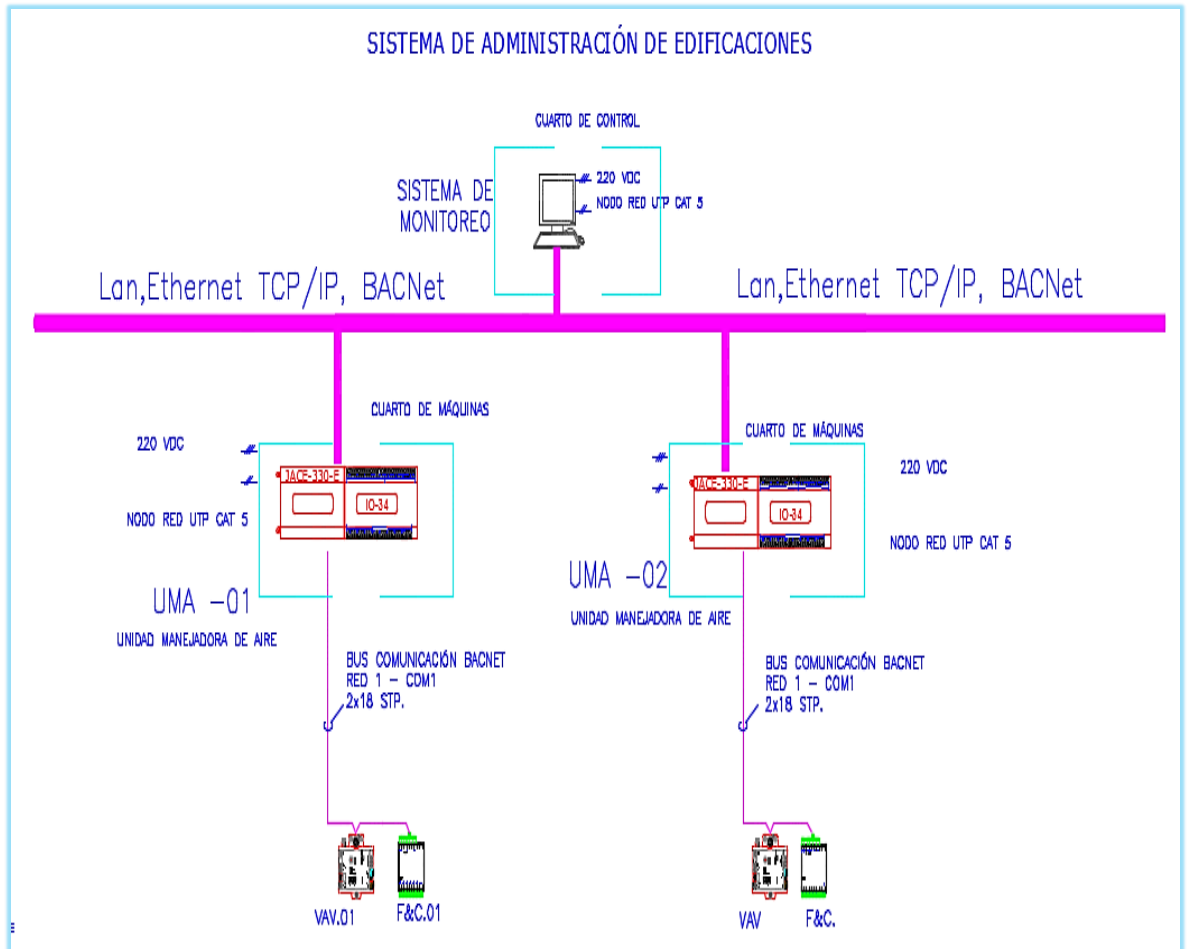 SISTEMA DE ADMINISTRACIÓN DE EDIFICACIONES
CUARTO DE CONTROL
SISTEMA DE
MONITOREO
220 VDC
NODO RED UTP CAT 5
Lan,Ethernet TCP/IP, BACNet
Lan,Ethernet TCP/IP, BACNet
CUARTO DE MÁQUINAS
220 VDC
JACE-330-E
IO-34
NODO RED UTP CAT 5
UMA -01
UNIDAD MANEJADORA DE AIRE
BUS COMUNICACIÓN BACNET
RED 1 - COM1
2x18 STP.
VAV.01
F&C.01
CUARTO DE MÁQUINAS
220 VDC
JACE-330-E
IO-34
NODO RED UTP CAT 5
UMA -02
UNIDAD MANEJADORA DE AIRE
BUS COMUNICACIÓN BACNET
RED 1 - COM1
2x18 STP.
VAV
F&C.